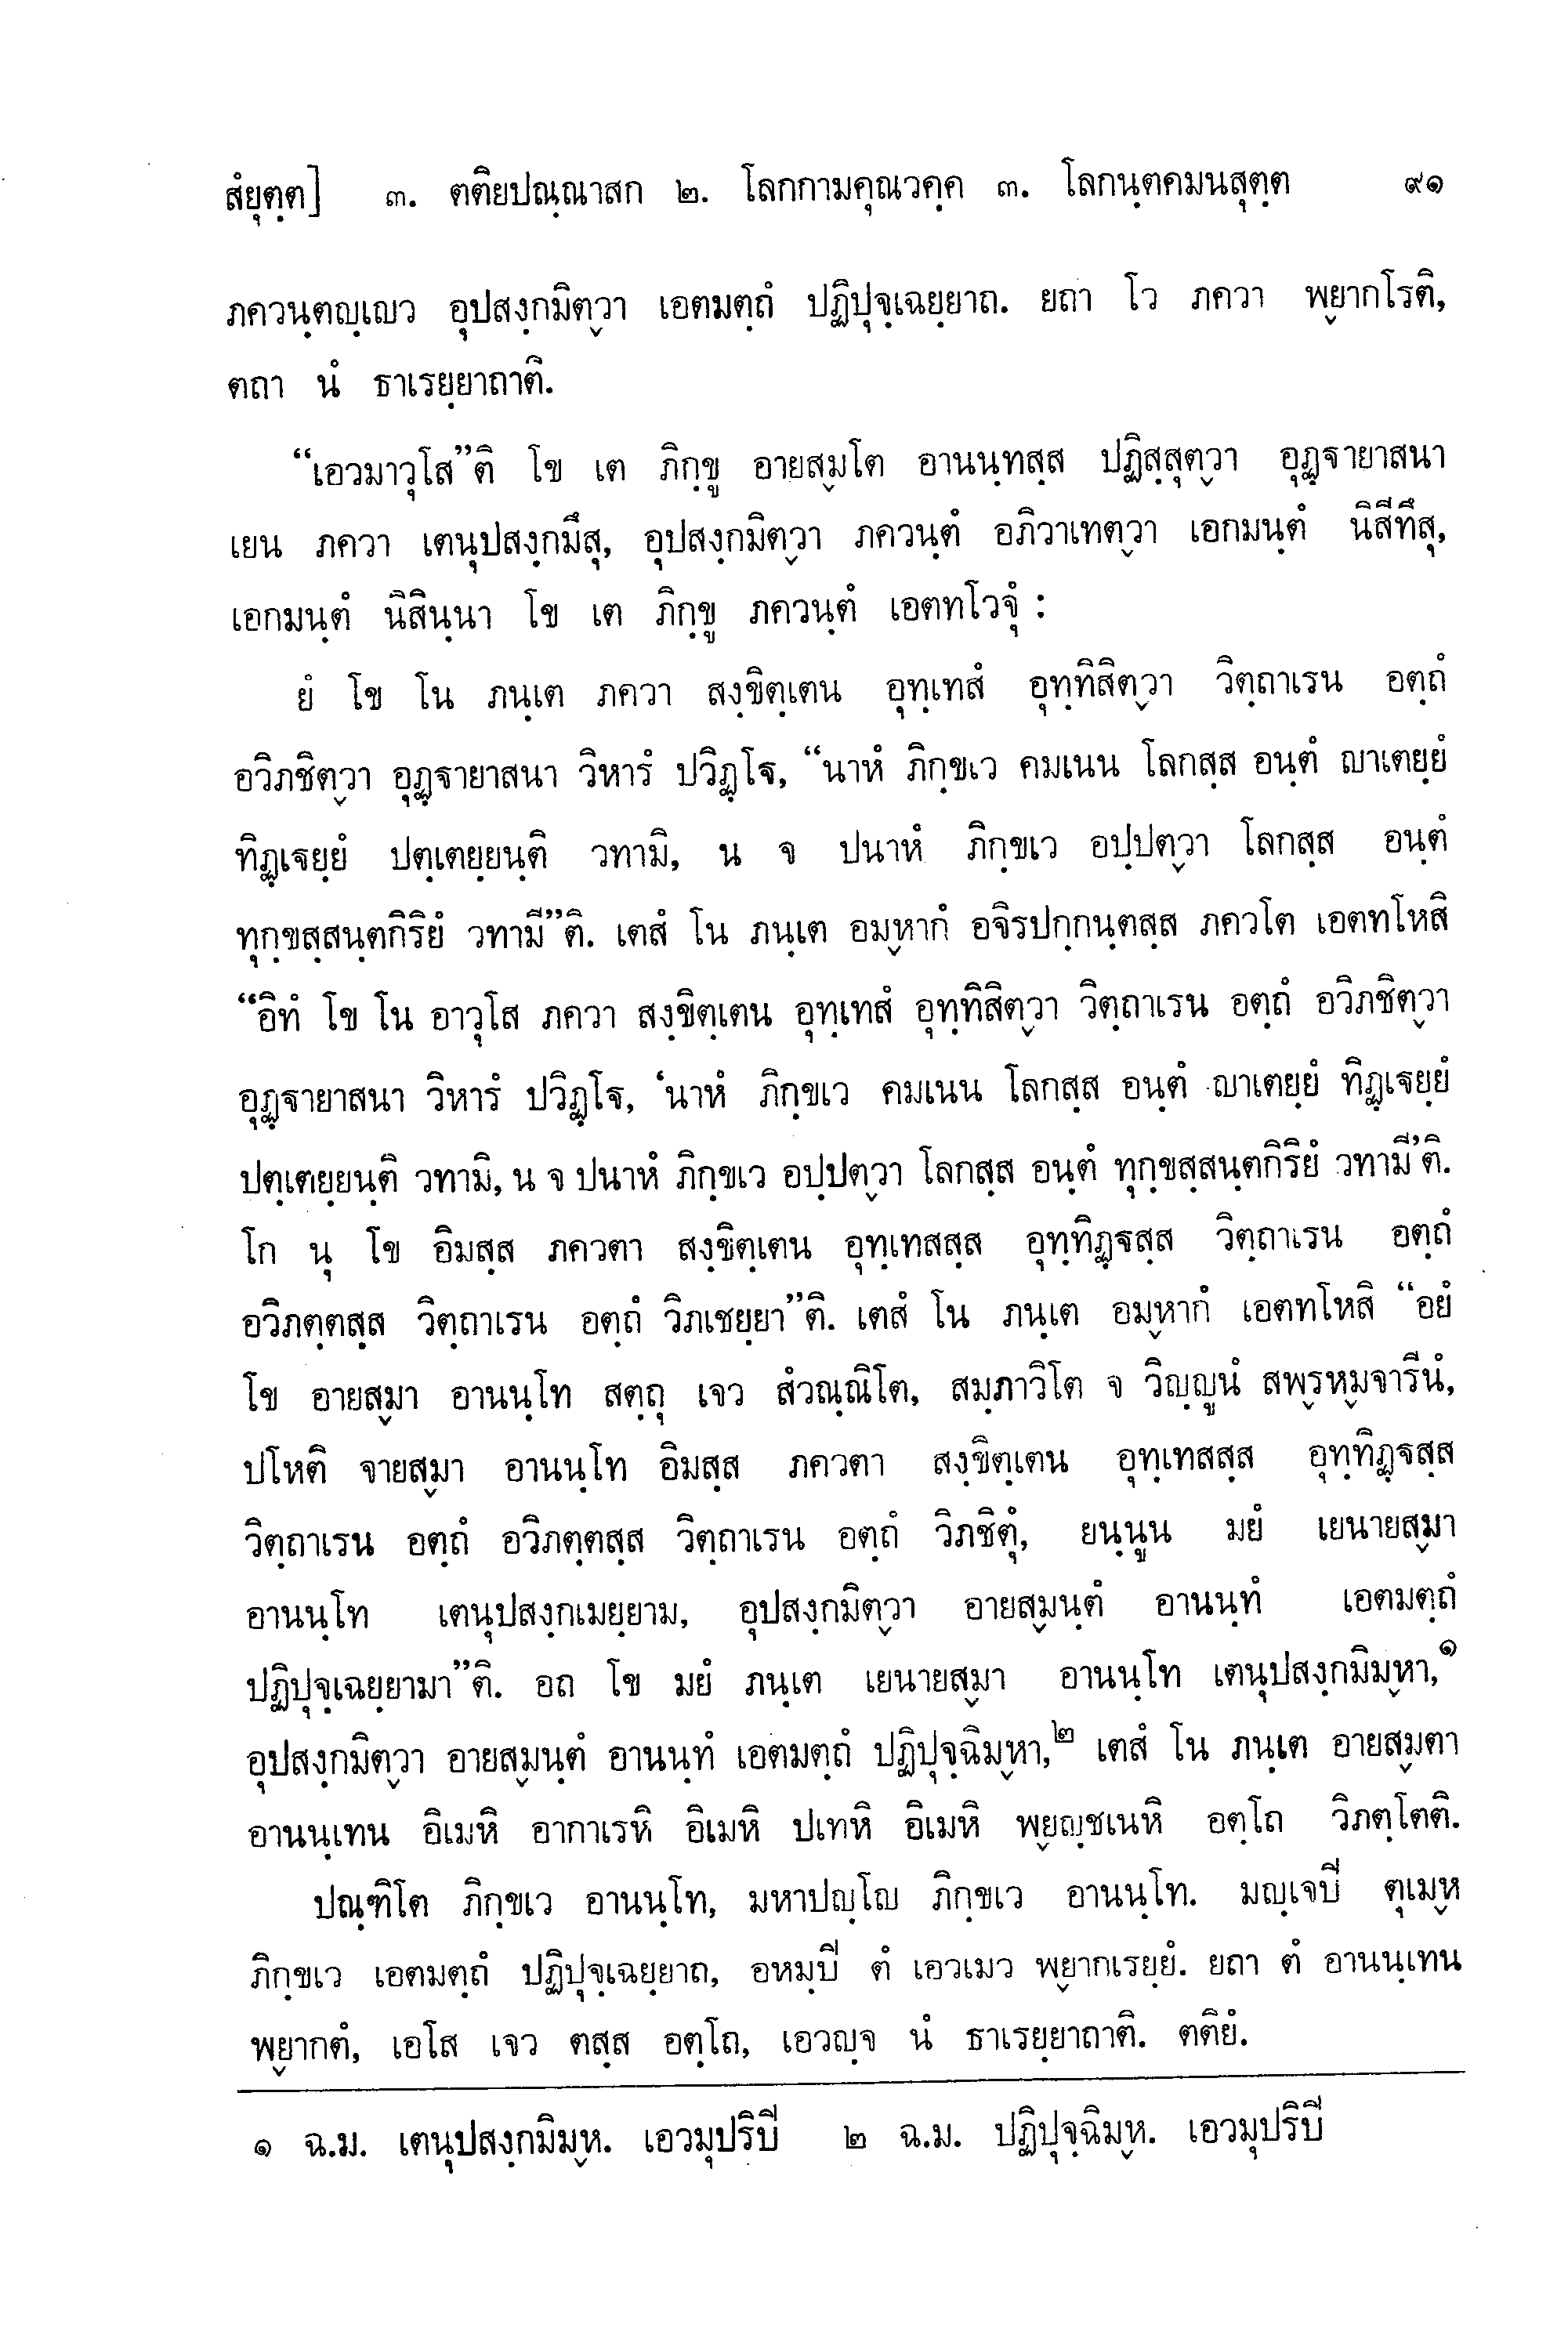 สํยุตฺต] ๓. ตติยปณฺณาสก ๒. โลกกามคุณวคฺค ๓. โลกนฺตคมนสุตฺต ๙๑
ภควนฺตญฺเญว อุปสงฺกมิตฺวา เอตมตฺถํ ปฏิปุจฺเฉยฺยาถ. ยถา โว ภควา พฺยากโรติ,
ตถา นํ ธาเรยฺยาถาติ.
“เอวมาวุโส”ติ โข เต ภิกฺขู อายสฺมโต อานนฺทสฺส ปฏิสฺสุตฺวา อุฏฺฐายาสนา
เยน ภควา เตนุปสงฺกมึสุ, อุปสงฺกมิตฺวา ภควนฺตํ อภิวาเทตฺวา เอกมนฺตํ นิสีทึสุ,
เอกมนฺตํ นิสินฺนา โข เต ภิกฺขู ภควนฺตํ เอตทโวจุํ :
ยํ โข โน ภนฺเต ภควา สงฺขิตฺเตน อุทฺเทสํ อุทฺทิสิตฺวา วิตฺถาเรน อตฺถํ
อวิภชิตฺวา อุฏฺฐายาสนา วิหารํ ปวิฏฺโฐ, “นาหํ ภิกฺขเว คมเนน โลกสฺส อนฺตํ ญาเตยฺยํ
ทิฏฺเฐยฺยํ ปตฺเตยฺยนฺติ วทามิ, น จ ปนาหํ ภิกฺขเว อปฺปตฺวา โลกสฺส อนฺตํ
ทุกฺขสฺสนฺตกิริยํ วทามี”ติ. เตสํ โน ภนฺเต อมฺหากํ อจิรปกฺกนฺตสฺส ภควโต เอตทโหสิ
“อิทํ โข โน อาวุโส ภควา สงฺขิตฺเตน อุทฺเทสํ อุทฺทิสิตฺวา วิตฺถาเรน อตฺถํ อวิภชิตฺวา
อุฏฺฐายาสนา วิหารํ ปวิฏฺโฐ, ‘นาหํ ภิกฺขเว คมเนน โลกสฺส อนฺตํ ญาเตยฺยํ ทิฏฺเฐยฺยํ
ปตฺเตยฺยนฺติ วทามิ, น จ ปนาหํ ภิกฺขเว อปฺปตฺวา โลกสฺส อนฺตํ ทุกฺขสฺสนฺตกิริยํ วทามี’ติ.
โก นุ โข อิมสฺส ภควตา สงฺขิตฺเตน อุทฺเทสสฺส อุทฺทิฏฺฐสฺส วิตฺถาเรน อตฺถํ
อวิภตฺตสฺส วิตฺถาเรน อตฺถํ วิภเชยฺยา”ติ. เตสํ โน ภนฺเต อมฺหากํ เอตทโหสิ “อยํ
โข อายสฺมา อานนฺโท สตฺถุ เจว สํวณฺณิโต, สมฺภาวิโต จ วิญฺญูนํ สพฺรหฺมจารีนํ,
ปโหติ จายสฺมา อานนฺโท อิมสฺส ภควตา สงฺขิตฺเตน อุทฺเทสสฺส อุทฺทิฏฺฐสฺส
วิตฺถาเรน อตฺถํ อวิภตฺตสฺส วิตฺถาเรน อตฺถํ วิภชิตุํ, ยนฺนูน มยํ เยนายสฺมา
อานนฺโท เตนุปสงฺกเมยฺยาม, อุปสงฺกมิตฺวา อายสฺมนฺตํ อานนฺทํ เอตมตฺถํ
ปฏิปุจฺเฉยฺยามา”ติ. อถ โข มยํ ภนฺเต เยนายสฺมา อานนฺโท เตนุปสงฺกมิมฺหา,๑
อุปสงฺกมิตฺวา อายสฺมนฺตํ อานนฺทํ เอตมตฺถํ ปฏิปุจฺฉิมฺหา,๒ เตสํ โน ภนฺเต อายสฺมตา
อานนฺเทน อิเมหิ อากาเรหิ อิเมหิ ปเทหิ อิเมหิ พฺยญฺชเนหิ อตฺโถ วิภตฺโตติ.
ปณฺฑิโต ภิกฺขเว อานนฺโท, มหาปญฺโญ ภิกฺขเว อานนฺโท. มญฺเจปิ ตุเมฺห
ภิกฺขเว เอตมตฺถํ ปฏิปุจฺเฉยฺยาถ, อหมฺปิ ตํ เอวเมว พฺยากเรยฺยํ. ยถา ตํ อานนฺเทน
พฺยากตํ, เอโส เจว ตสฺส อตฺโถ, เอวญฺจ นํ ธาเรยฺยาถาติ. ตติยํ.
๑ ฉ.ม. เตนุปสงฺกมิมฺห. เอวมุปริปิ ๒ ฉ.ม. ปฏิปุจฺฉิมฺห. เอวมุปริปิ